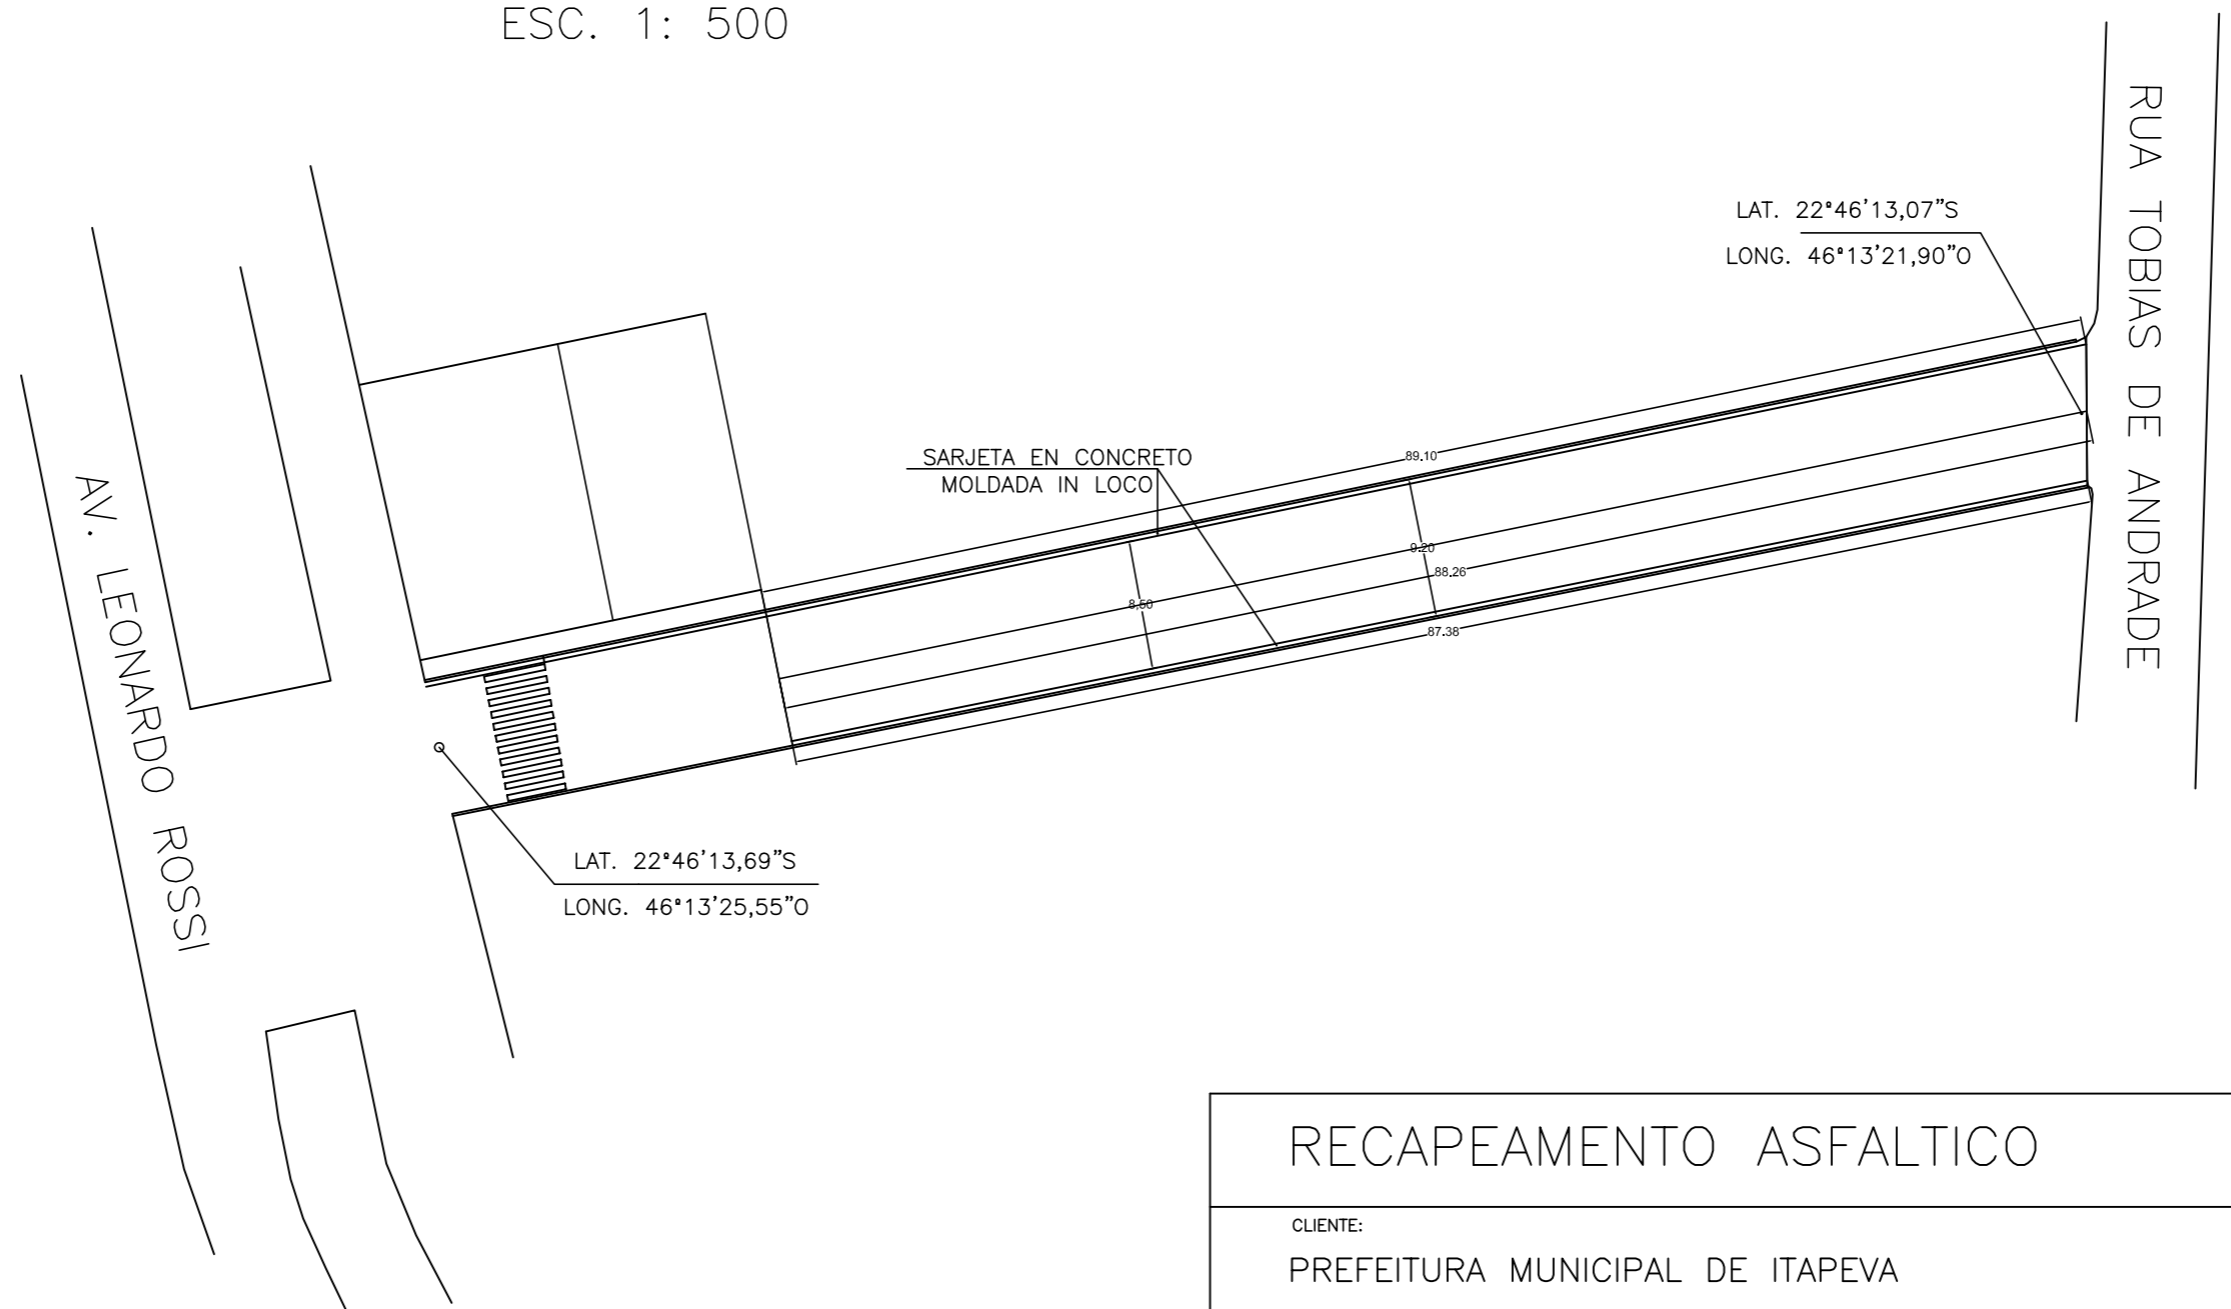 ESC. 1: 500
RUA TOBIAS DE ANDRADE
LAT. 22°46'13,07"S
LONG. 46°13'21,90"O
SARJETA EN CONCRETO
MOLDADA IN LOCO
89.10
9.20
88.26
8,50
87.38
AV. LEONARDO ROSSI
LAT. 22°46'13,69"S
LONG. 46°13'25,55"O
RECAPEAMENTO ASFALTICO
CLIENTE:
PREFEITURA MUNICIPAL DE ITAPEVA